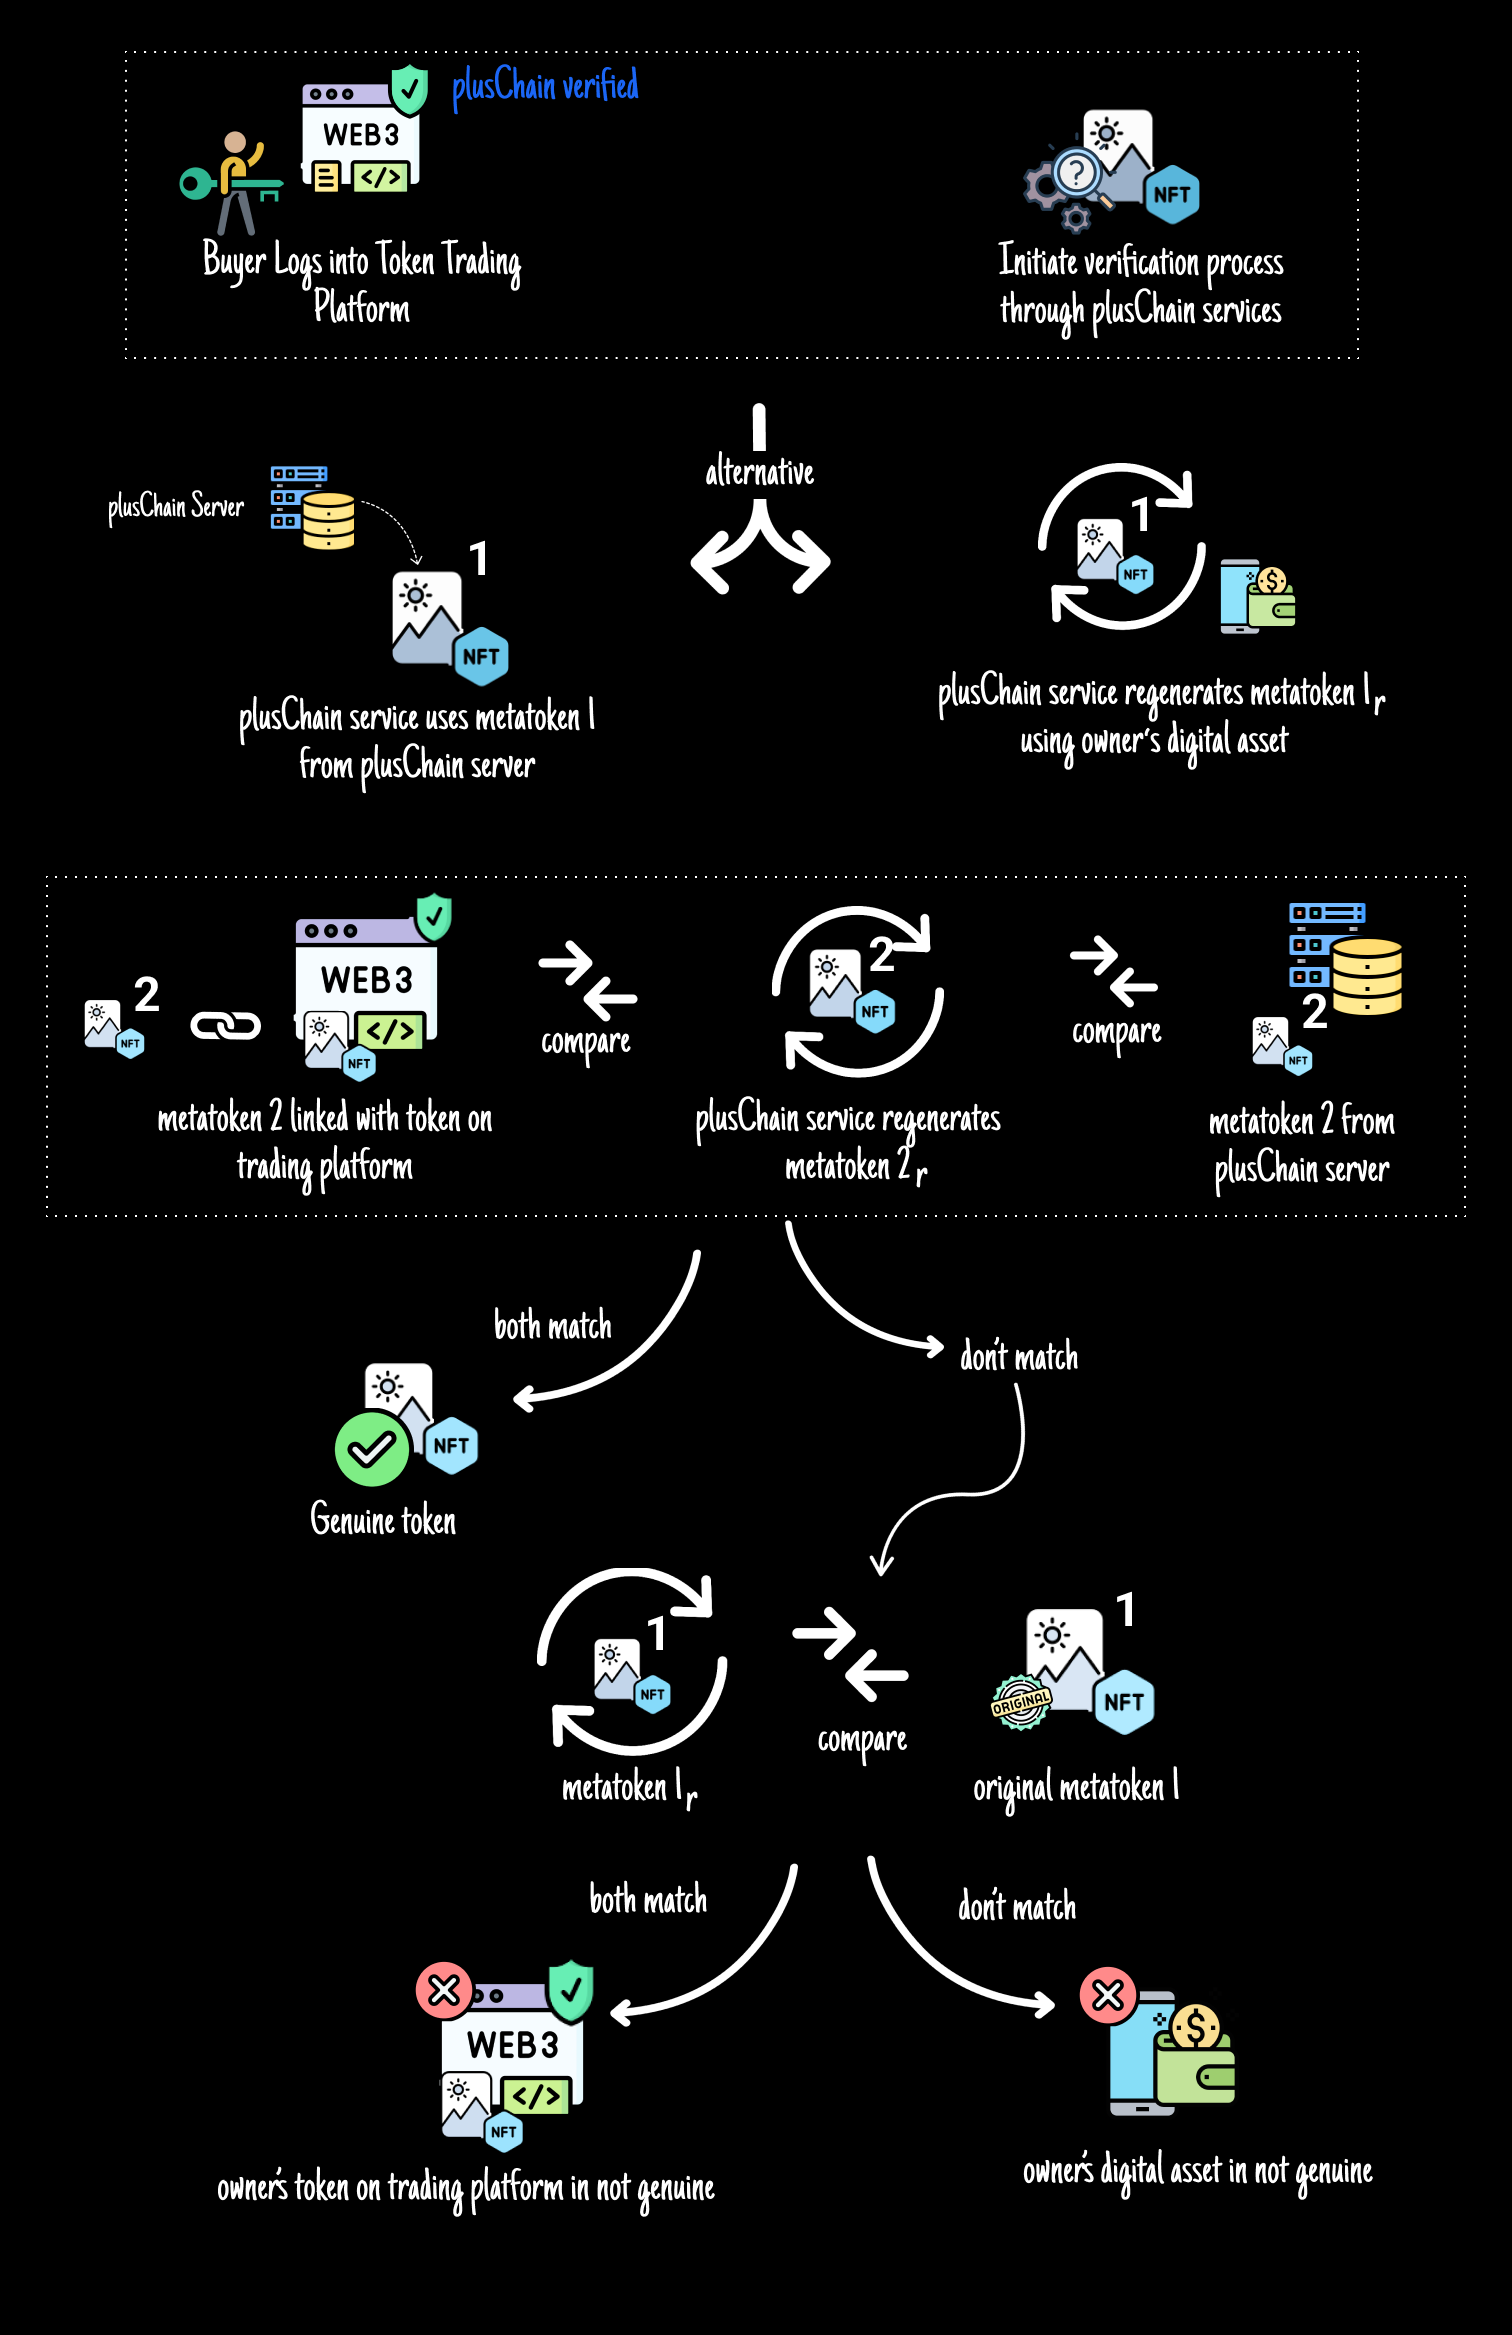 plusChain verified
WEB3
</>
NFT
Buyer Logs into Token Trading
Platform
Initiate verification process
through plusChain services
alternative
plusChain Server
1
NFT
plusChain service uses metatoken 1
from plusChain server
1
NFT
plusChain service regenerates metatoken 1r
using owner's digital asset
2
NFT
WEB3
</>
NFT
metatoken 2 linked with token on
trading platform
compare
2
NFT
plusChain service regenerates
metatoken 2r
compare
2
NFT
metatoken 2 from
plusChain server
both match
don't match
NFT
Genuine token
1
NFT
metatoken 1r
compare
1
ORIGINAL
NFT
original metatoken 1
both match
don't match
WEB3
</>
NFT
owner's token on trading platform in not genuine
$
owner's digital asset in not genuine